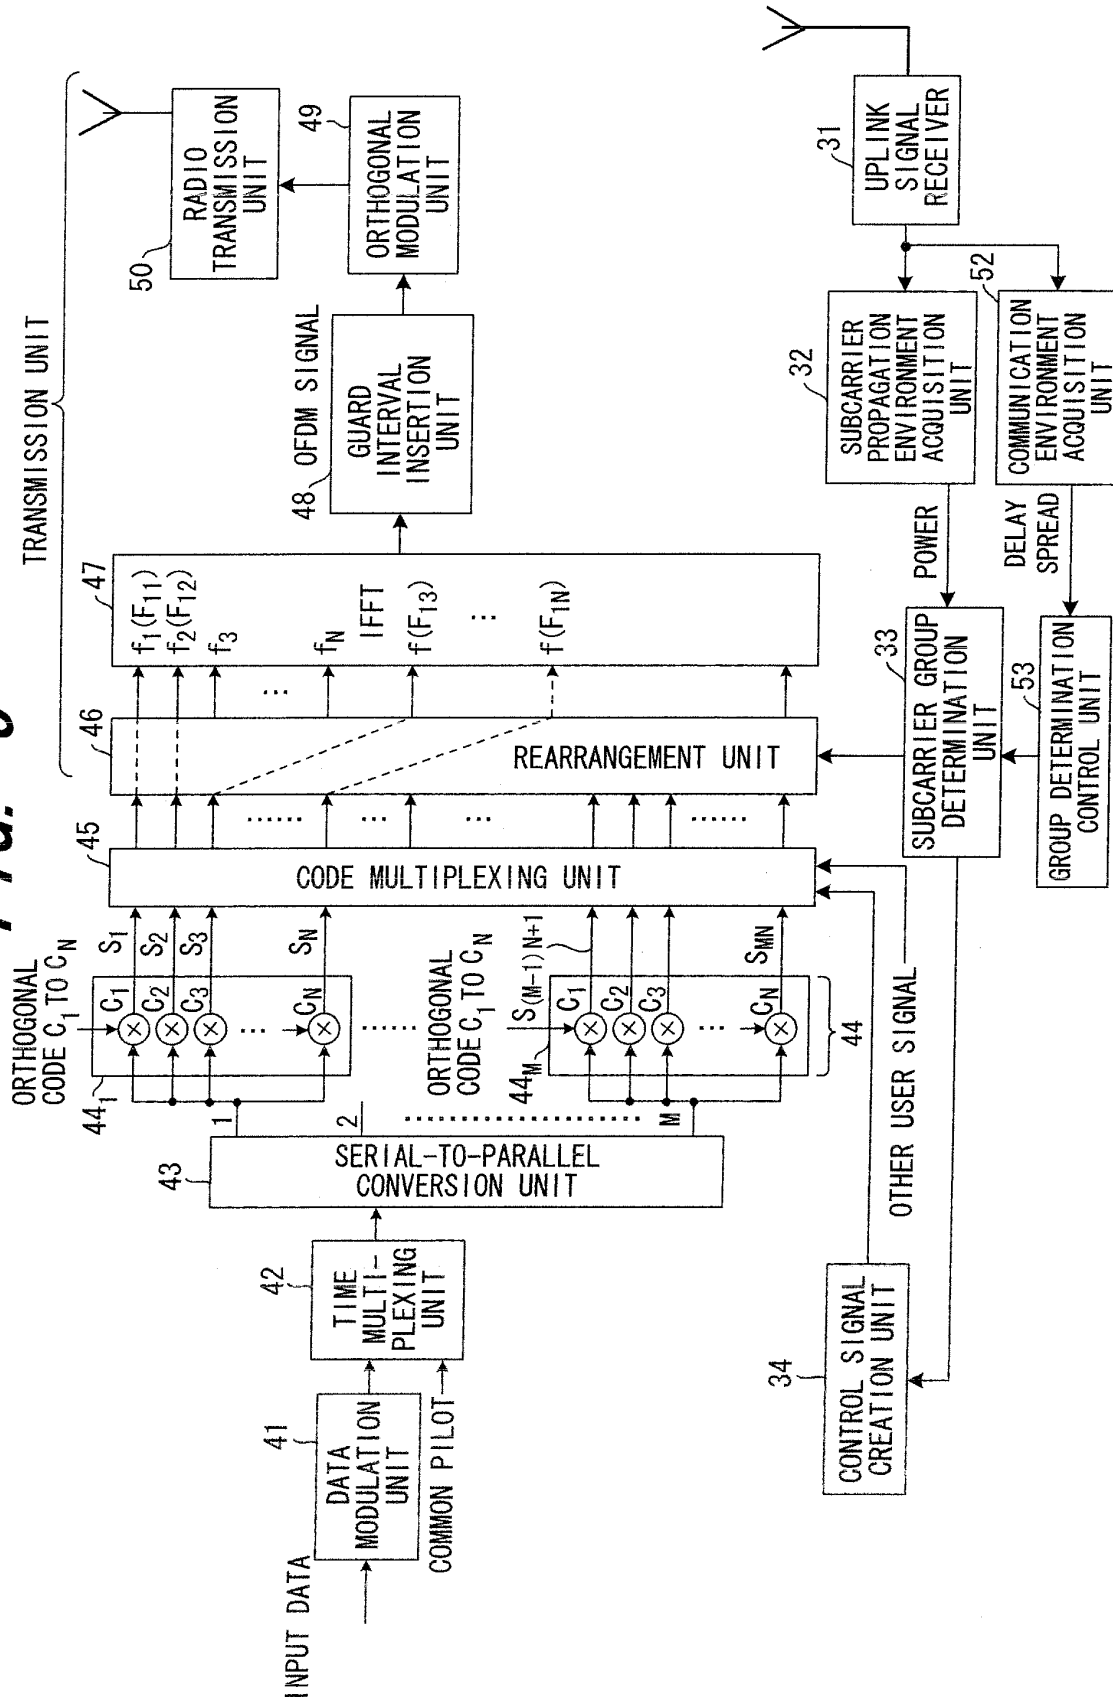 TRANSMISSION UNIT
50
RADIO
TRANSMISSION
UNIT
49
ORTHOGONAL
MODULATION
UNIT
OFDM SIGNAL
48
GUARD
INTERVAL
INSERTION
UNIT
47
f1(F11)
f2(F12)
f3
...
fN
IFFT
f(F13)
...
f(F1N)
...
46
REARRANGEMENT UNIT
...... ... ... ......
45
CODE MULTIPLEXING UNIT
S1
S2
S3
SN
S(M-1)N+1
SMN
ORTHOGONAL
CODE C1 TO CN
441
C1
C2
C3
...
CN
......
ORTHOGONAL
CODE C1 TO CN
44M
C1
C2
C3
...
CN
44
1
2
M
43
SERIAL-TO-PARALLEL
CONVERSION UNIT
42
TIME
MULTI-
PLEXING
UNIT
41
DATA
MODULATION
UNIT
COMMON PILOT
INPUT DATA
31
UPLINK
SIGNAL
RECEIVER
32
SUBCARRIER
PROPAGATION
ENVIRONMENT
ACQUISITION
UNIT
52
COMMUNICATION
ENVIRONMENT
ACQUISITION
UNIT
POWER
DELAY
SPREAD
33
SUBCARRIER GROUP
DETERMINATION
UNIT
53
GROUP DETERMINATION
CONTROL UNIT
OTHER USER SIGNAL
34
CONTROL SIGNAL
CREATION UNIT